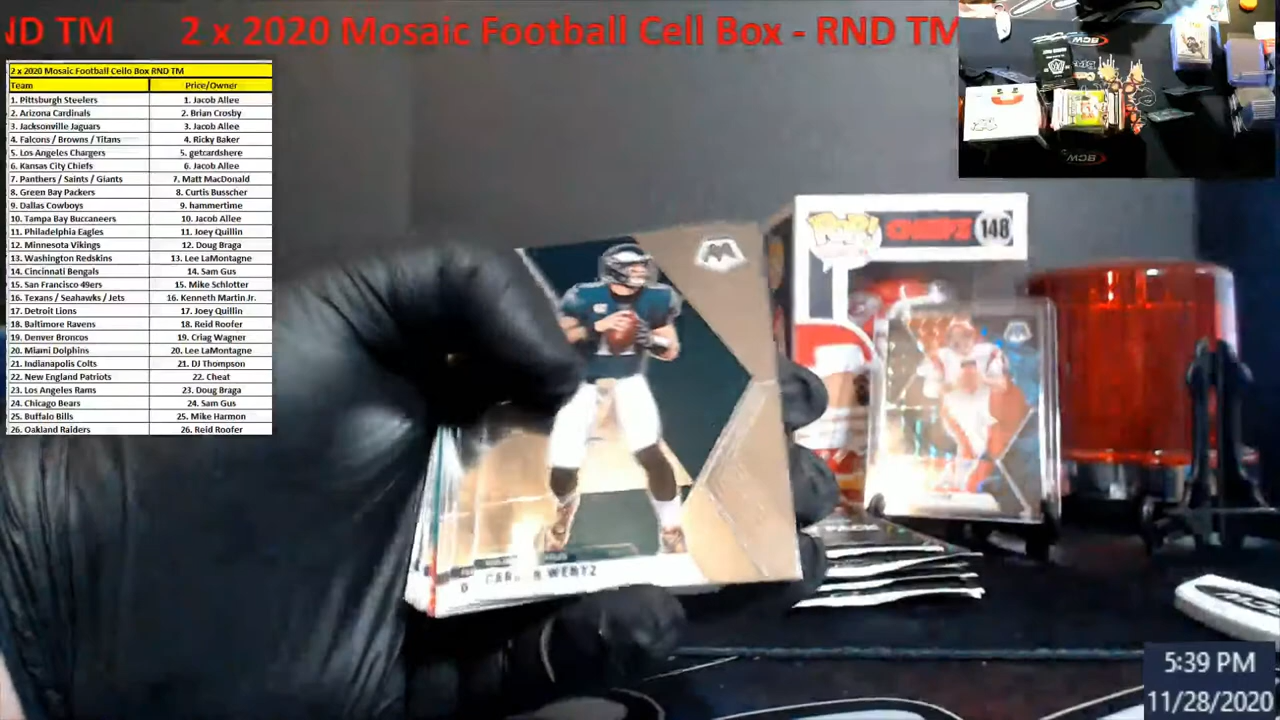 ND TM 2 x 2020 Mosaic Football Cell Box - RND TM
2 x 2020 Mosaic Football Cello Box RND TM
Team Price/Owner
1. Pittsburgh Steelers 1. Jacob Allee
2. Arizona Cardinals 2. Brian Crosby
3. Jacksonville Jaguars 3. Jacob Allee
4. Falcons / Browns / Titans 4. Ricky Baker
5. Los Angeles Chargers 5. getcardshere
6. Kansas City Chiefs 6. Jacob Allee
7. Panthers / Saints / Giants 7. Matt MacDonald
8. Green Bay Packers 8. Curtis Busscher
9. Dallas Cowboys 9. hammertime
10. Tampa Bay Buccaneers 10. Jacob Allee
11. Philadelphia Eagles 11. Joey Quillin
12. Minnesota Vikings 12. Doug Braga
13. Washington Redskins 13. Lee LaMontagne
14. Cincinnati Bengals 14. Sam Gus
15. San Francisco 49ers 15. Mike Schlotter
16. Texans / Seahawks / Jets 16. Kenneth Martin Jr.
17. Detroit Lions 17. Joey Quillin
18. Baltimore Ravens 18. Reid Roofer
19. Denver Broncos 19. Criag Wagner
20. Miami Dolphins 20. Lee LaMontagne
21. Indianapolis Colts 21. DJ Thompson
22. New England Patriots 22. Cheat
23. Los Angeles Rams 23. Doug Braga
24. Chicago Bears 24. Sam Gus
25. Buffalo Bills 25. Mike Harmon
26. Oakland Raiders 26. Reid Roofer
BCW
BCW
POP!
CHIEFS 148
M
WENTZ
PACK
5:39 PM
11/28/2020